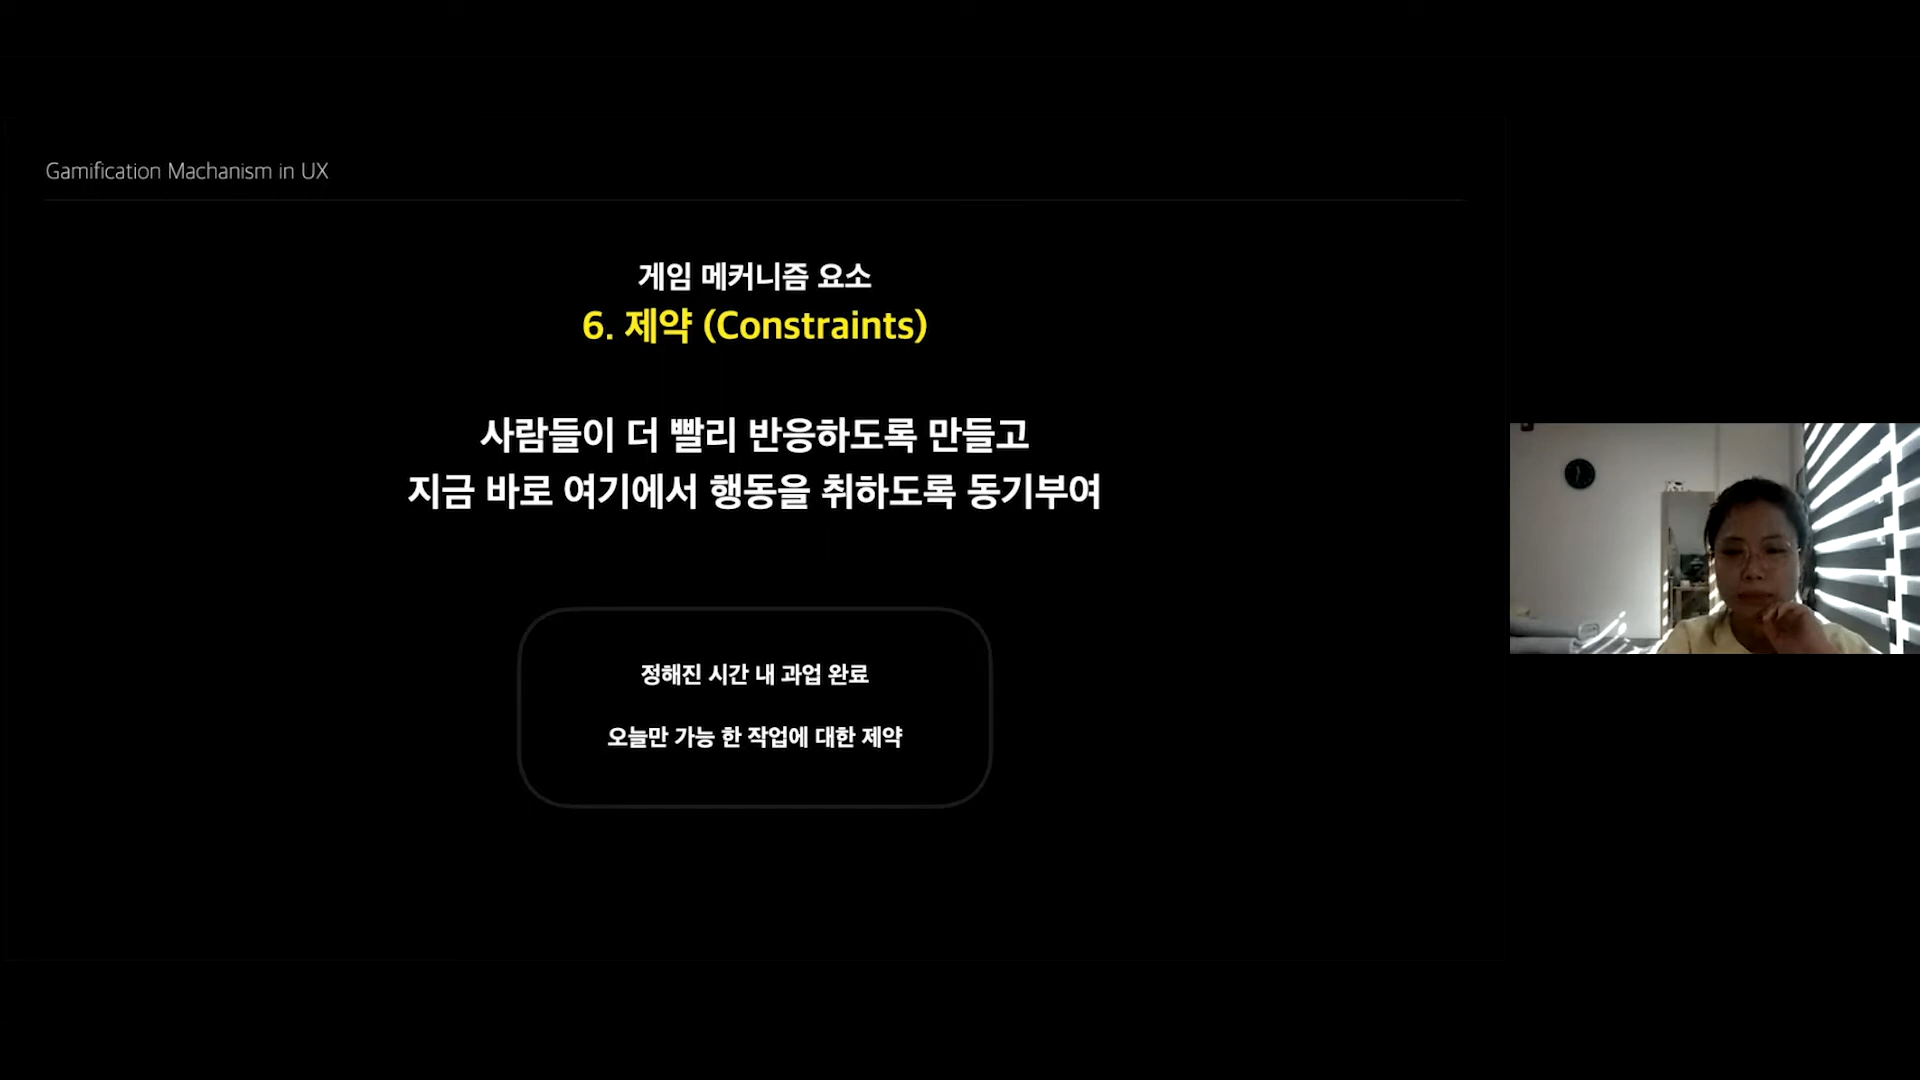 Gamification Machanism in UX
게임 메커니즘 요소
6. 제약 (Constraints)
사람들이 더 빨리 반응하도록 만들고
지금 바로 여기에서 행동을 취하도록 동기부여
정해진 시간 내 과업 완료
오늘만 가능 한 작업에 대한 제약